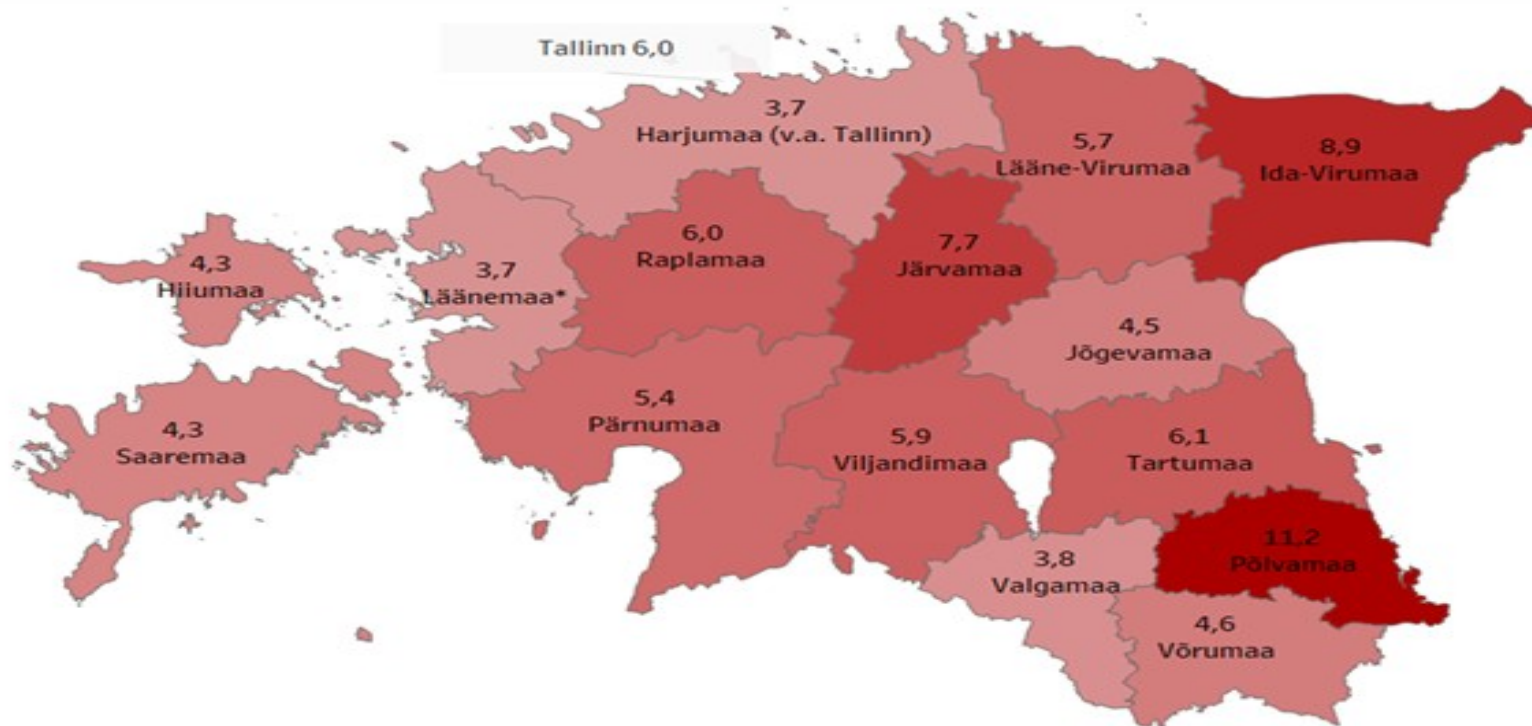 Tallinn 6,0
3,7
Harjumaa (v.a. Tallinn)
5,7
Lääne-Virumaa
8,9
Ida-Virumaa
4,3
Hiiumaa
3,7
Läänemaa*
6,0
Raplamaa
7,7
Järvamaa
4,5
Jõgevamaa
4,3
Saaremaa
5,4
Pärnumaa
5,9
Viljandimaa
6,1
Tartumaa
3,8
Valgamaa
11,2
Põlvamaa
4,6
Võrumaa